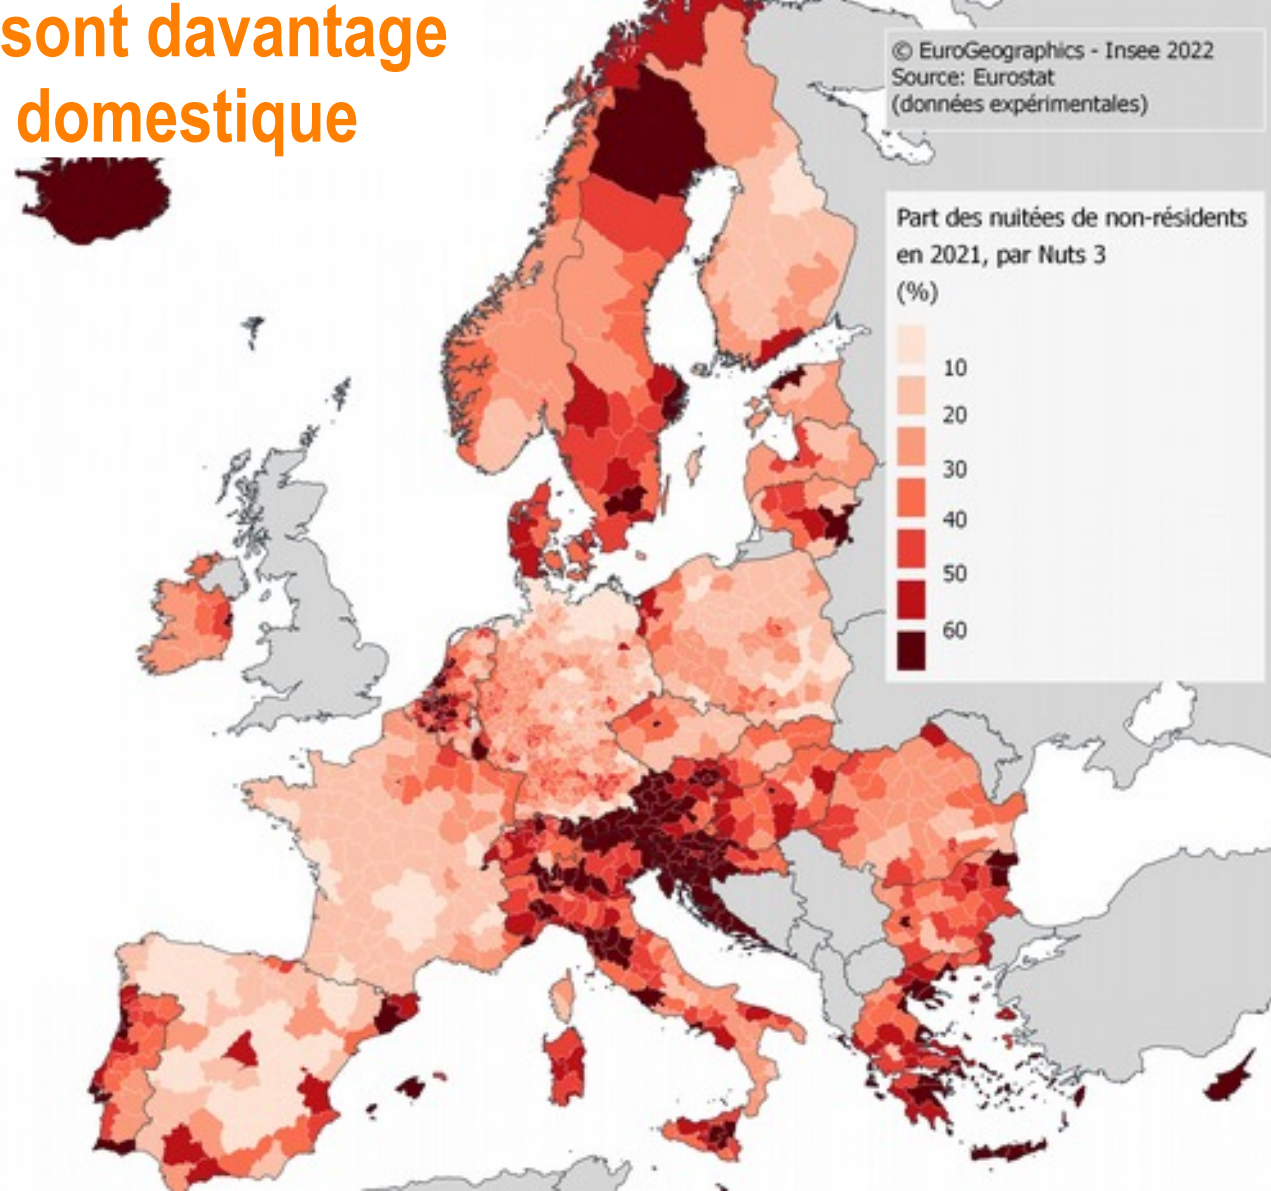 sont davantage
domestique
© EuroGeographics - Insee 2022
Source: Eurostat
(données expérimentales)
Part des nuitées de non-résidents
en 2021, par Nuts 3
(%)
10
20
30
40
50
60